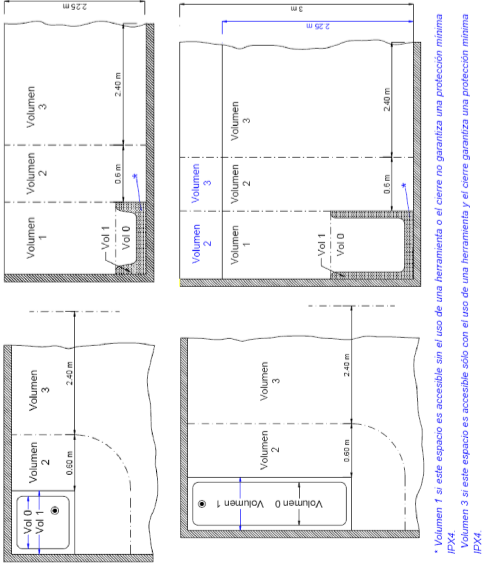 2.25 m
Volumen 1
Volumen 2
Volumen 3
Vol 1
Vol 0
*
0.6 m
2.40 m
3 m
2.25 m
Volumen 2
Volumen 3
Volumen 1
Volumen 2
Volumen 3
Vol 1
Vol 0
*
0.6 m
2.40 m
Vol 0
Vol 1
Volumen 2
Volumen 3
0.60 m
2.40 m
Volumen 1
Volumen 0
Volumen 2
Volumen 3
0.60 m
2.40 m
* Volumen 1 si este espacio es accesible sin el uso de una herramienta o el cierre no garantiza una protección mínima
IPX4.
Volumen 3 si este espacio es accesible sólo con el uso de una herramienta y el cierre garantiza una protección mínima
IPX4.